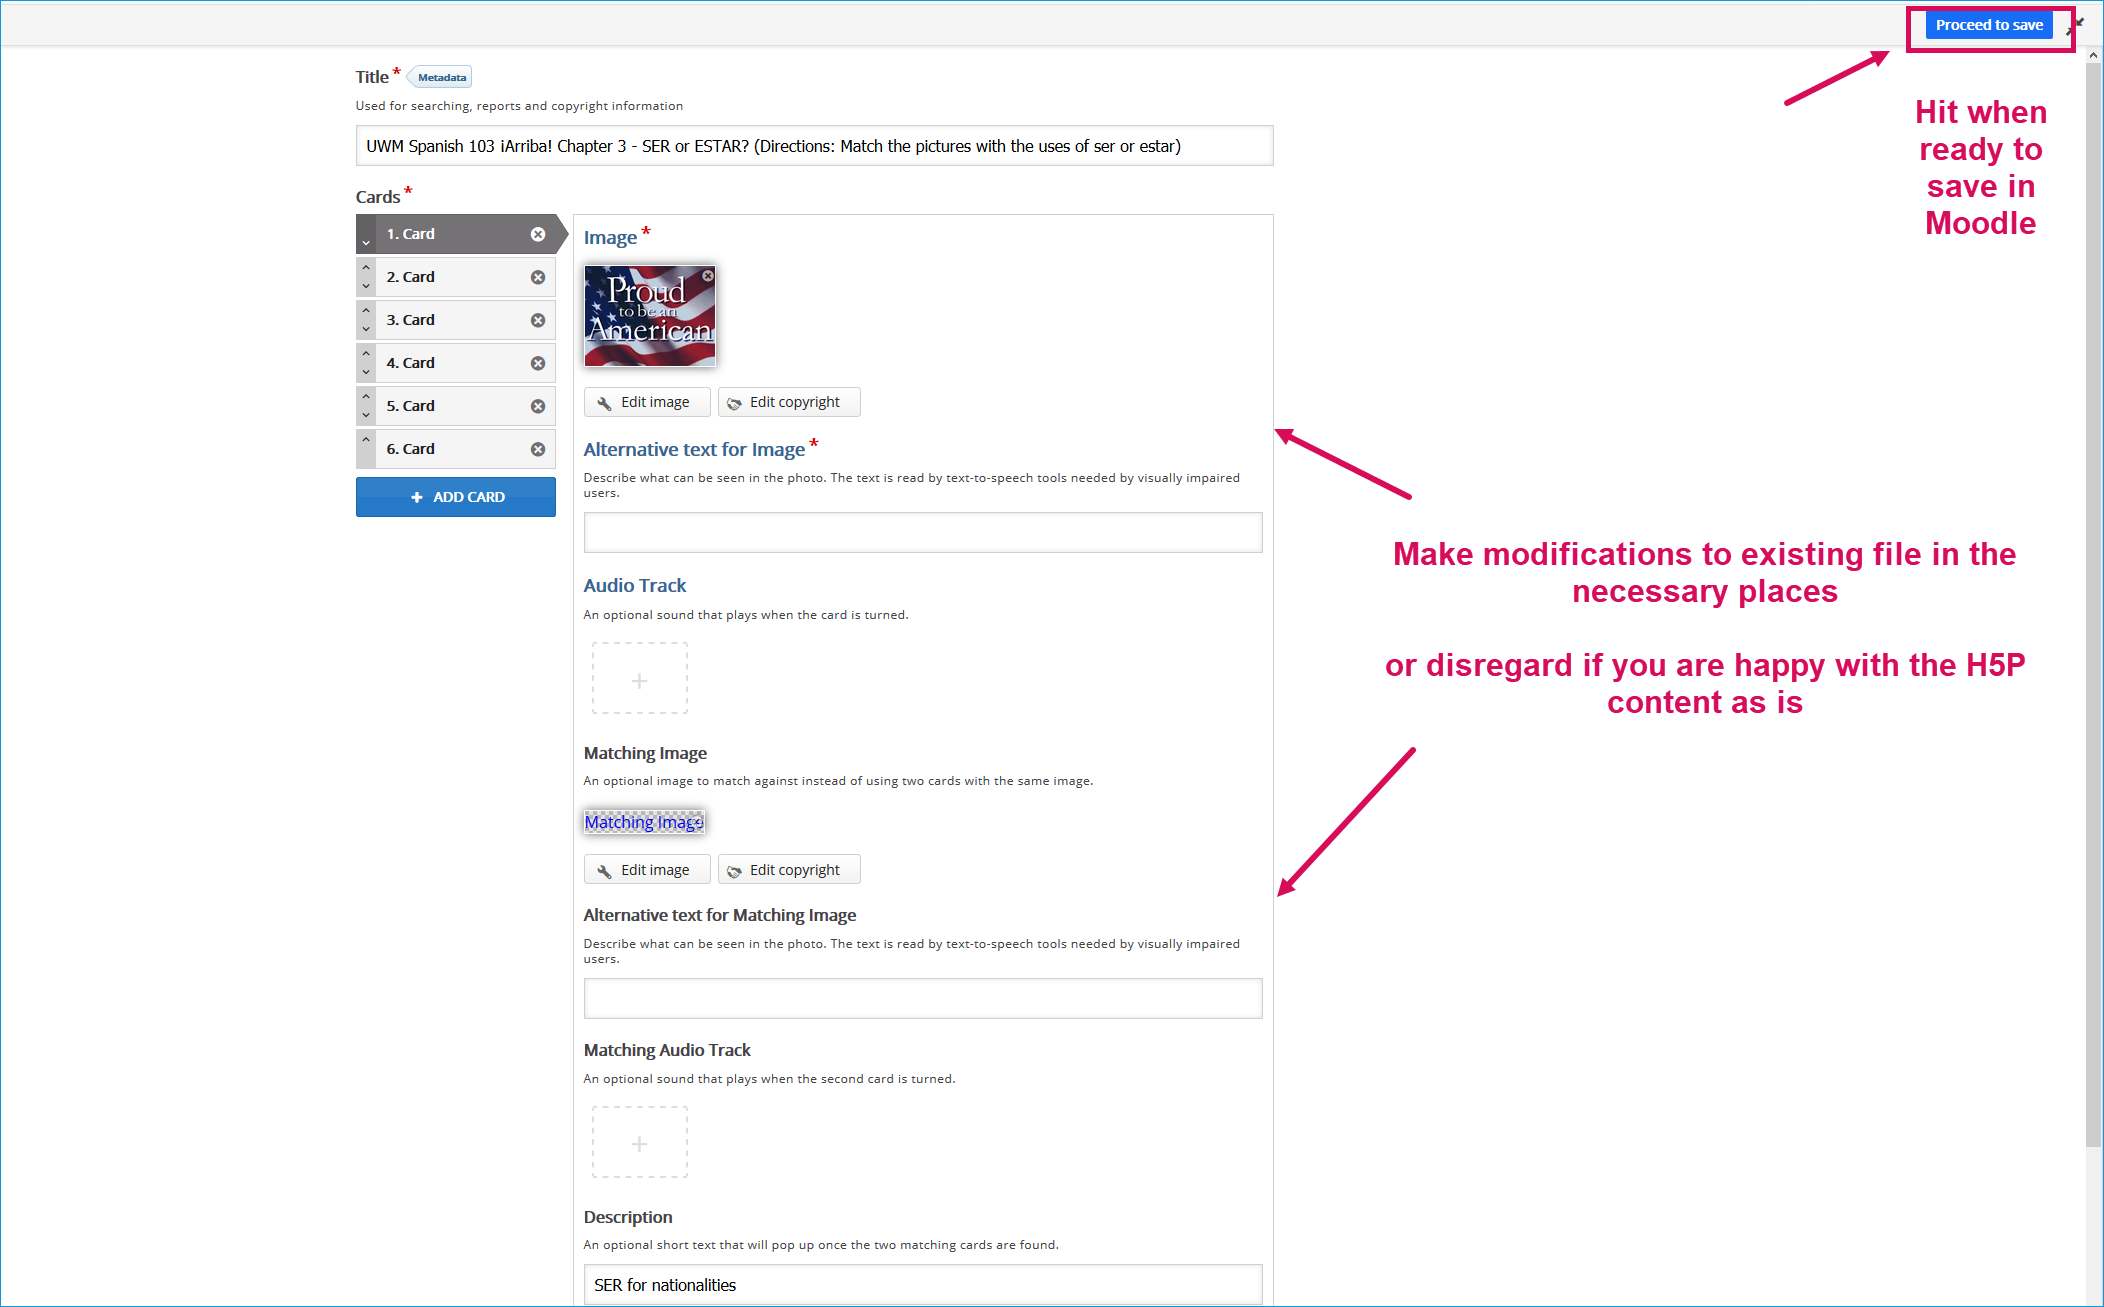 Proceed to save
Title * Metadata
Used for searching, reports and copyright information
UWM Spanish 103 ¡Arriba! Chapter 3 - SER or ESTAR? (Directions: Match the pictures with the uses of ser or estar)
Hit when
ready to
save in
Moodle
Cards *
1. Card
2. Card
3. Card
4. Card
5. Card
6. Card
+ ADD CARD
Image *
Proud
to be an
American
Edit image
Edit copyright
Alternative text for Image *
Describe what can be seen in the photo. The text is read by text-to-speech tools needed by visually impaired
users.
Audio Track
An optional sound that plays when the card is turned.
+
Make modifications to existing file in the
necessary places
or disregard if you are happy with the H5P
content as is
Matching Image
An optional image to match against instead of using two cards with the same image.
Matching Image
Edit image
Edit copyright
Alternative text for Matching Image
Describe what can be seen in the photo. The text is read by text-to-speech tools needed by visually impaired
users.
Matching Audio Track
An optional sound that plays when the second card is turned.
+
Description
An optional short text that will pop up once the two matching cards are found.
SER for nationalities